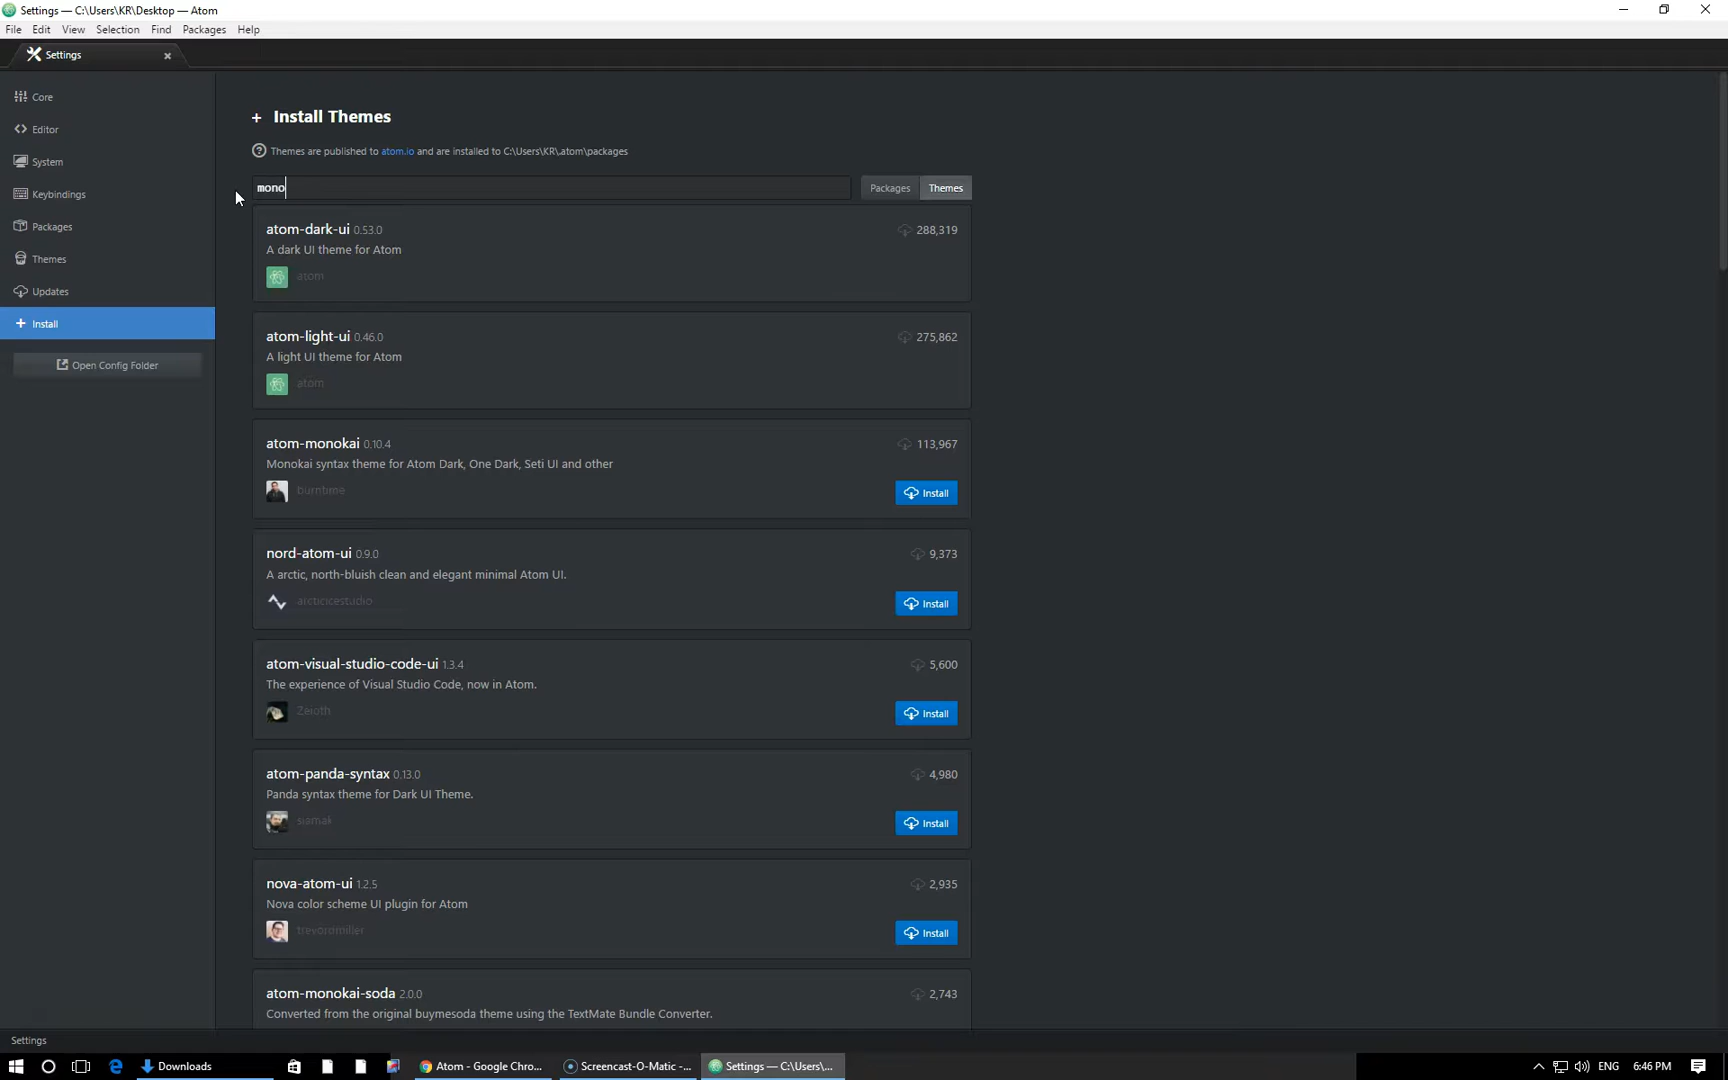 Settings — C:\Users\KR\Desktop — Atom
File Edit View Selection Find Packages Help
Settings
Core
Editor
System
Keybindings
Packages
Themes
Updates
Install
Open Config Folder
Install Themes
Themes are published to atom.io and are installed to C:\Users\KR\.atom\packages
mono
Packages Themes
atom-dark-ui 0.53.0 288,319
A dark UI theme for Atom
atom
atom-light-ui 0.46.0 275,862
A light UI theme for Atom
atom
atom-monokai 0.10.4 113,967
Monokai syntax theme for Atom Dark, One Dark, Seti UI and other
burntime Install
nord-atom-ui 0.9.0 9,373
A arctic, north-bluish clean and elegant minimal Atom UI.
arcticicestudio Install
atom-visual-studio-code-ui 1.3.4 5,600
The experience of Visual Studio Code, now in Atom.
Zeioth Install
atom-panda-syntax 0.13.0 4,980
Panda syntax theme for Dark UI Theme.
siamak Install
nova-atom-ui 1.2.5 2,935
Nova color scheme UI plugin for Atom
trevordmiller Install
atom-monokai-soda 2.0.0 2,743
Converted from the original buymesoda theme using the TextMate Bundle Converter.
Settings
Downloads Atom - Google Chro... Screencast-O-Matic -... Settings — C:\Users\... ENG 6:46 PM